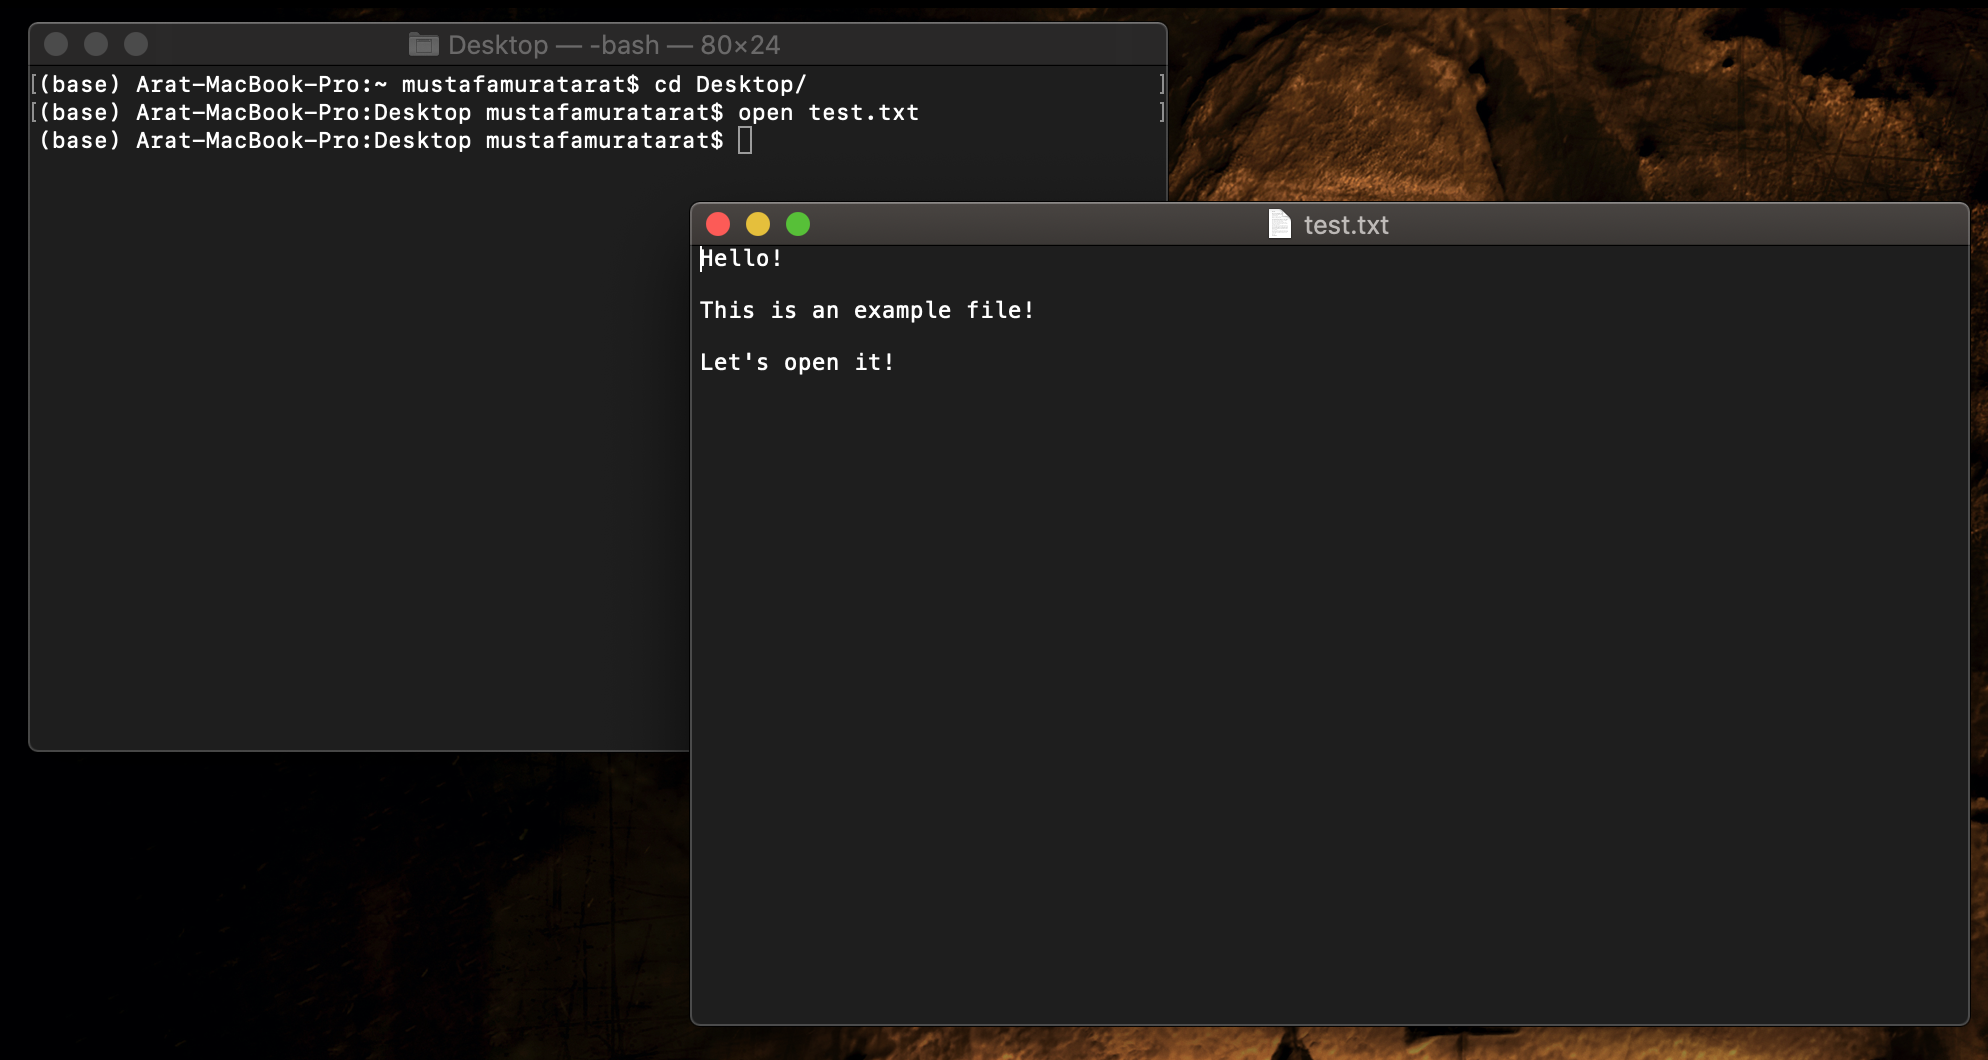 Desktop — -bash — 80×24
[(base) Arat-MacBook-Pro:~ mustafamuratarat$ cd Desktop/ ]
[(base) Arat-MacBook-Pro:Desktop mustafamuratarat$ open test.txt ]
(base) Arat-MacBook-Pro:Desktop mustafamuratarat$
test.txt
Hello!
This is an example file!
Let's open it!